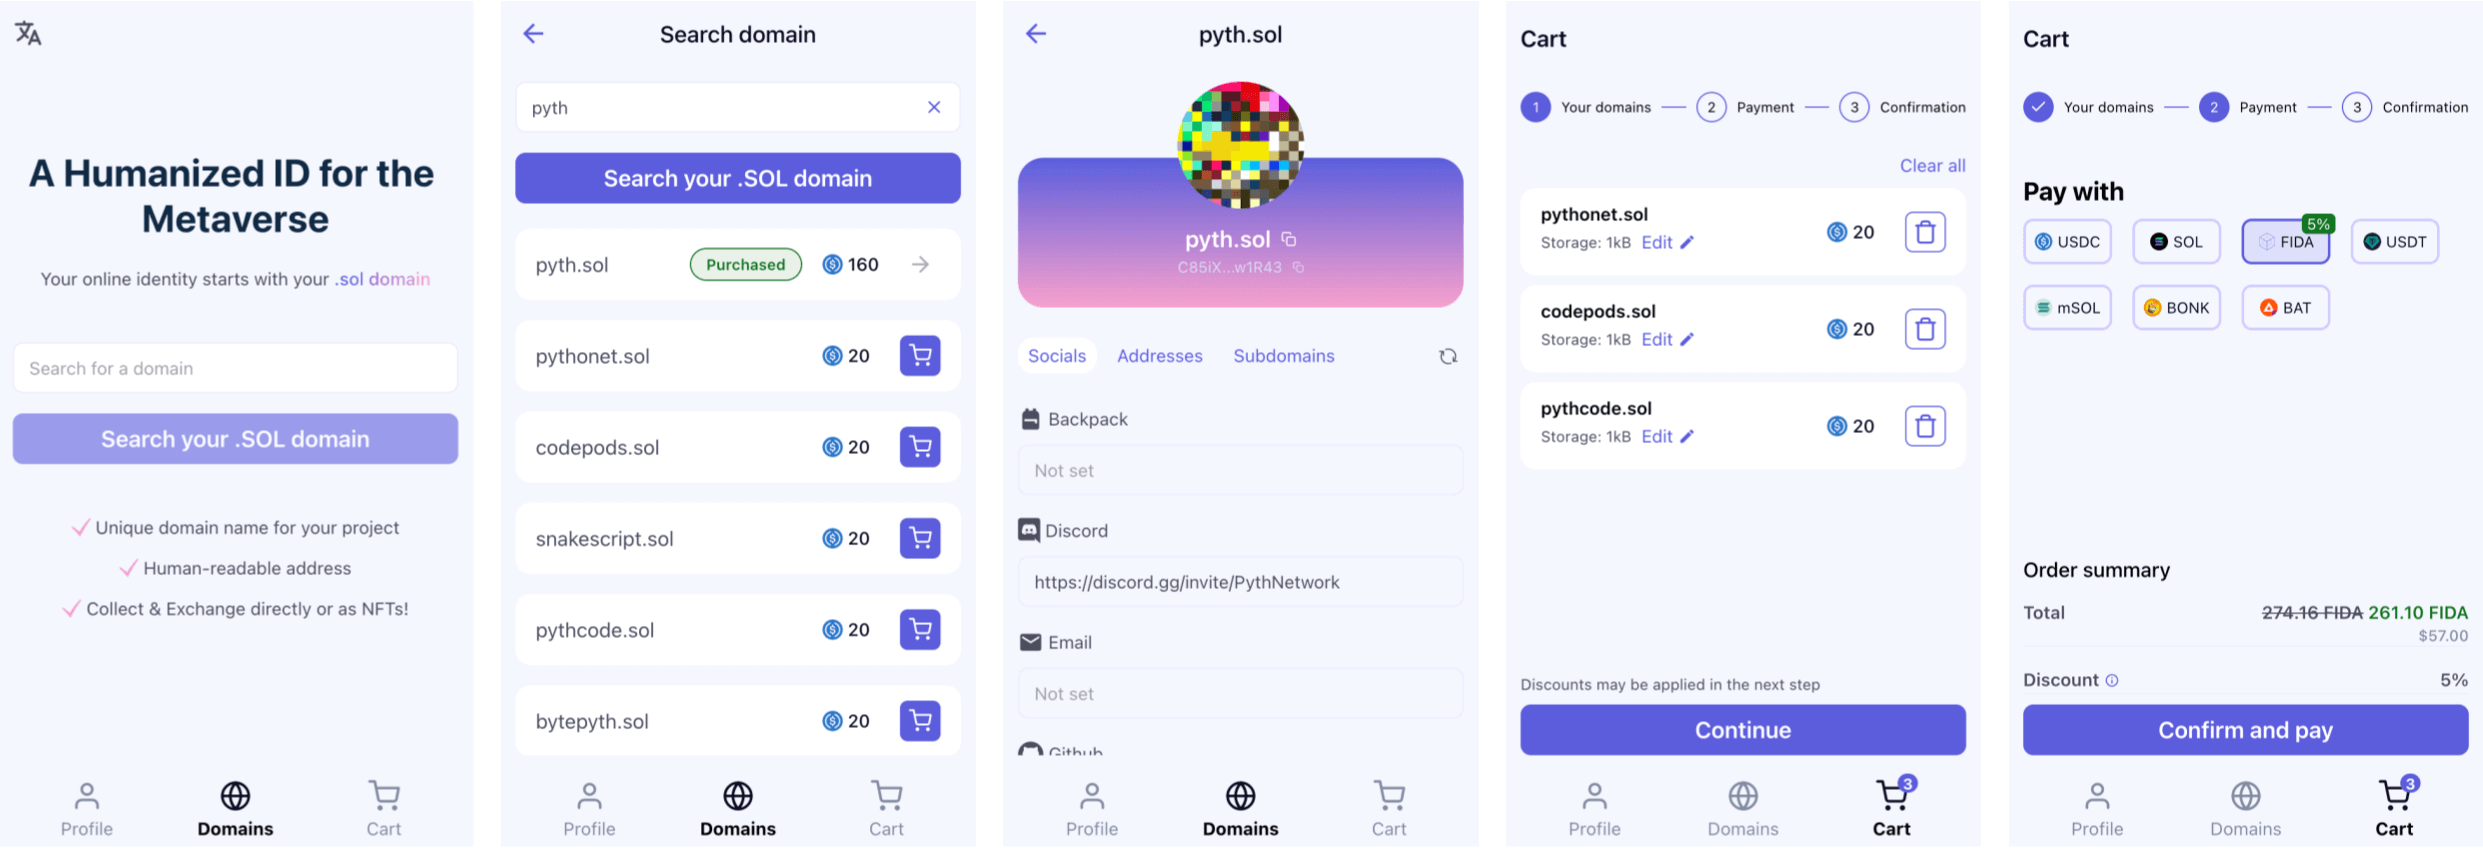 A Humanized ID for the
Metaverse
Your online identity starts with your .sol domain
Search for a domain
Search your .SOL domain
Unique domain name for your project
Human-readable address
Collect & Exchange directly or as NFTs!
Profile
Domains
Cart
Search domain
pyth
Search your .SOL domain
pyth.sol Purchased 160
pythonet.sol 20
codepods.sol 20
snakescript.sol 20
pythcode.sol 20
bytepyth.sol 20
Profile
Domains
Cart
pyth.sol
pyth.sol
C85iX...w1R43
Socials Addresses Subdomains
Backpack
Not set
Discord
https://discord.gg/invite/PythNetwork
Email
Not set
Github
Profile
Domains
Cart
Cart
1 Your domains 2 Payment 3 Confirmation
Clear all
pythonet.sol
Storage: 1kB Edit
20
codepods.sol
Storage: 1kB Edit
20
pythcode.sol
Storage: 1kB Edit
20
Discounts may be applied in the next step
Continue
Profile
Domains
3
Cart
Cart
Your domains 2 Payment 3 Confirmation
Pay with
5%
USDC SOL FIDA USDT
mSOL BONK BAT
Order summary
Total 274.16 FIDA 261.10 FIDA
$57.00
Discount 5%
Confirm and pay
Profile
Domains
3
Cart